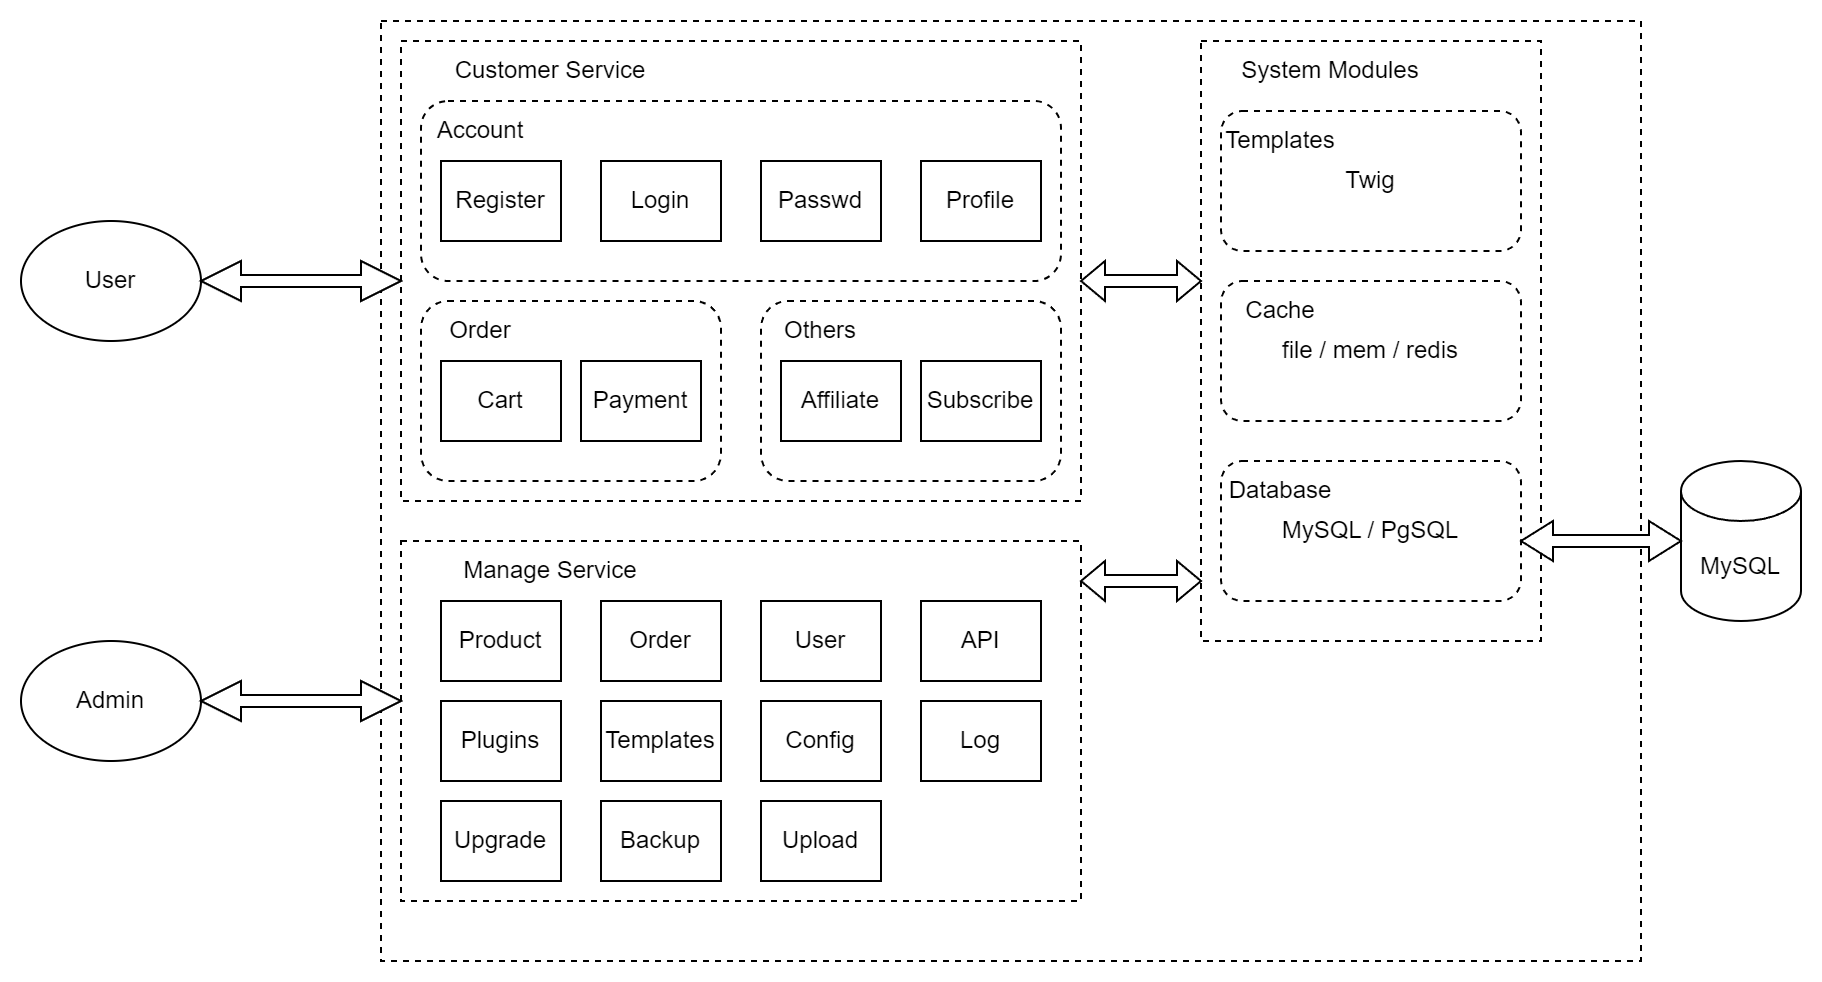 Customer Service
Account
Register
Login
Passwd
Profile
Order
Cart
Payment
Others
Affiliate
Subscribe
User
Manage Service
Product
Order
User
API
Plugins
Templates
Config
Log
Upgrade
Backup
Upload
Admin
System Modules
Templates
Twig
Cache
file / mem / redis
Database
MySQL / PgSQL
MySQL